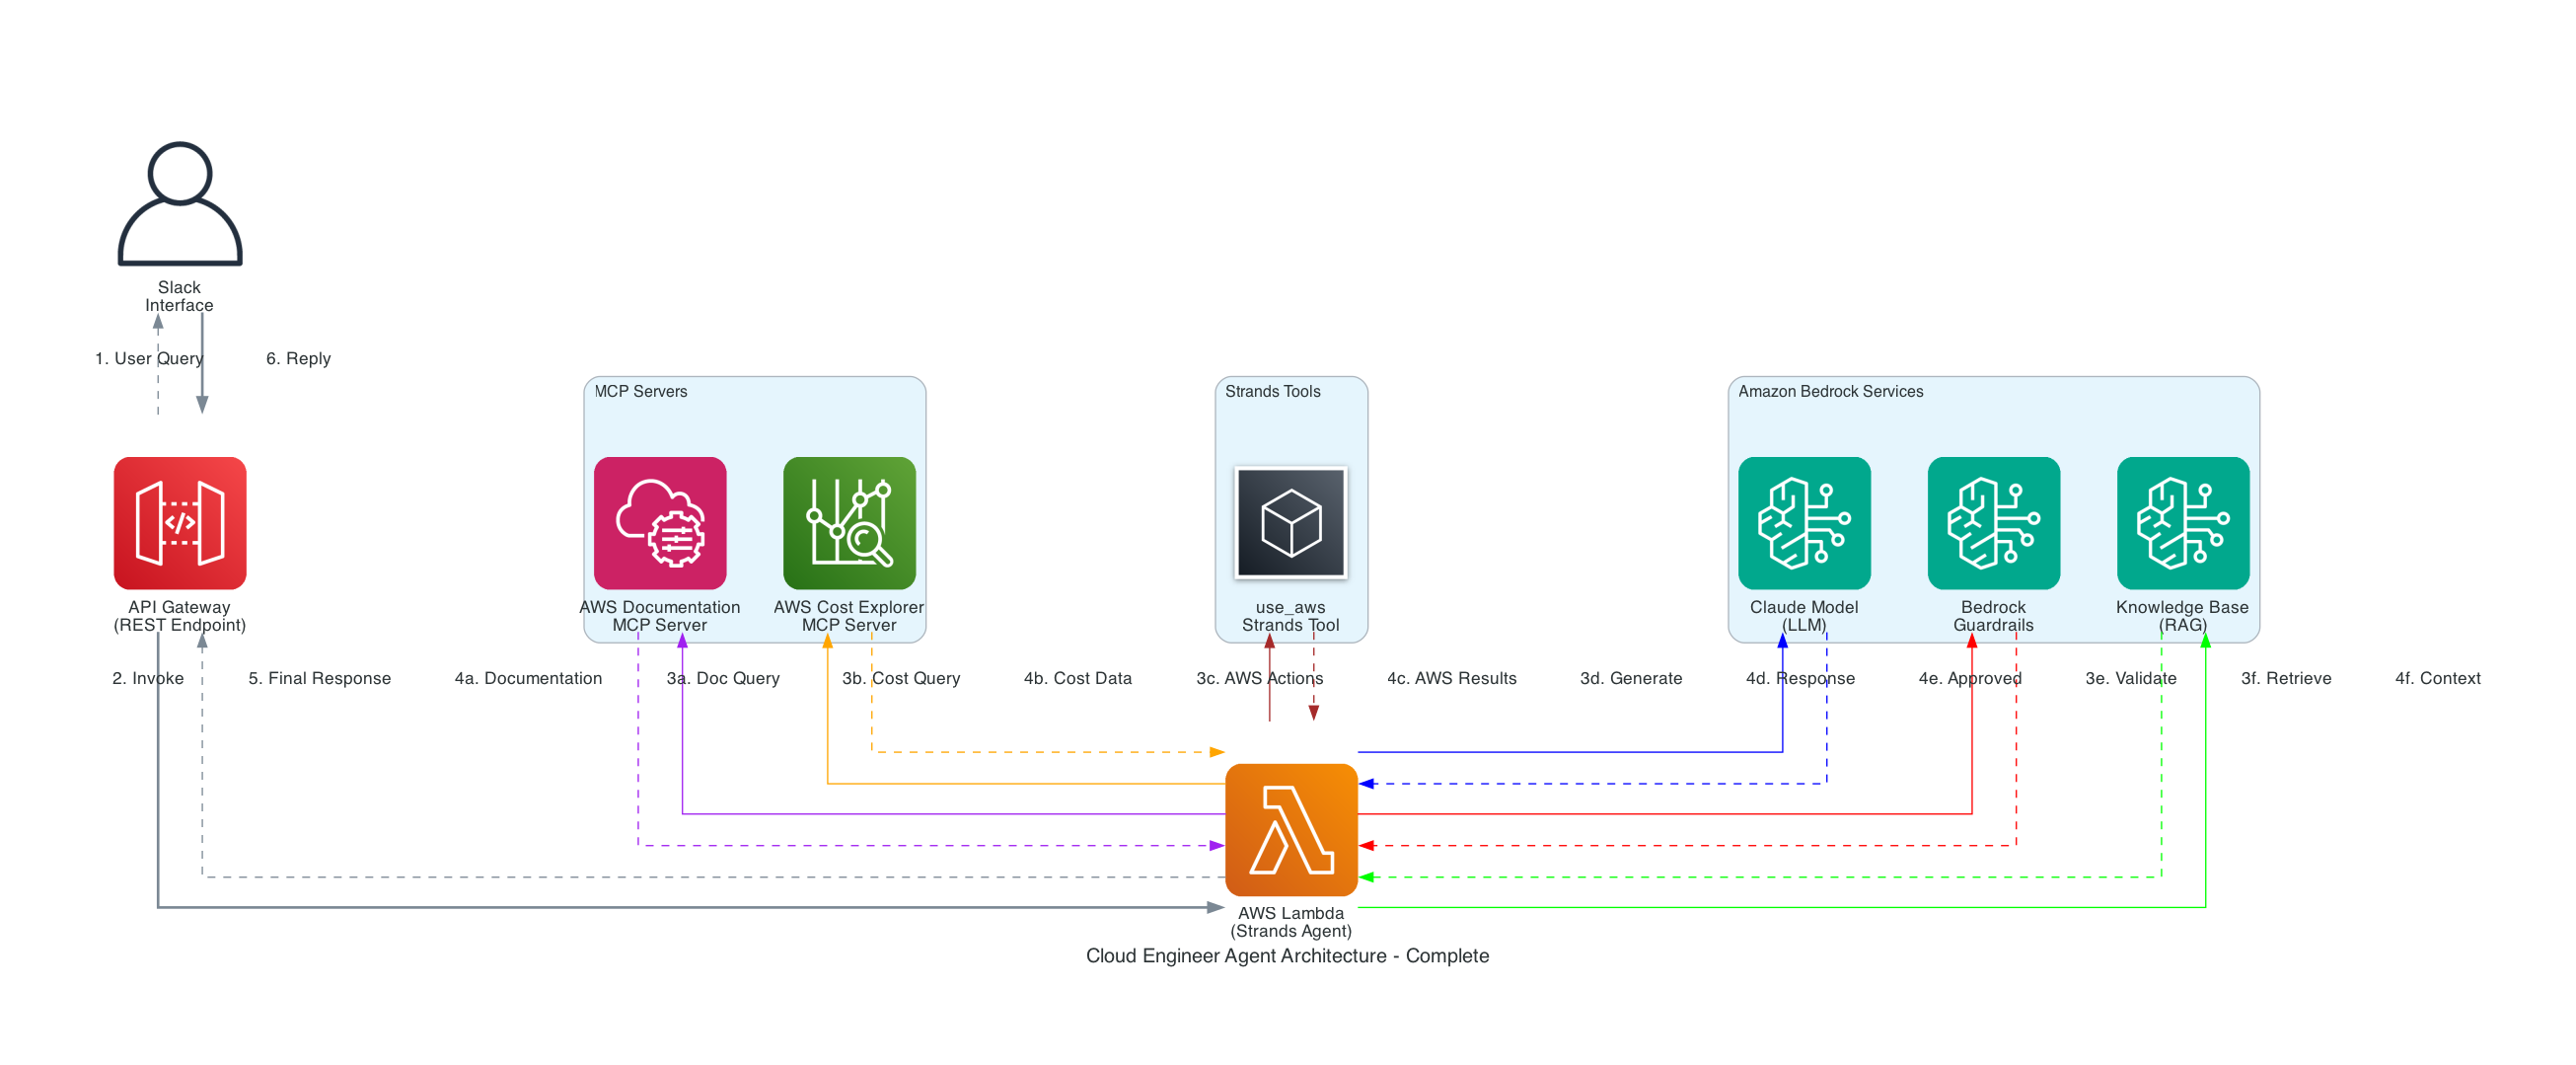 Slack
Interface
1. User Query
6. Reply
MCP Servers
Strands Tools
Amazon Bedrock Services
API Gateway
(REST Endpoint)
AWS Documentation
MCP Server
AWS Cost Explorer
MCP Server
use_aws
Strands Tool
Claude Model
(LLM)
Bedrock
Guardrails
Knowledge Base
(RAG)
2. Invoke
5. Final Response
4a. Documentation
3a. Doc Query
3b. Cost Query
4b. Cost Data
3c. AWS Actions
4c. AWS Results
3d. Generate
4d. Response
4e. Approved
3e. Validate
3f. Retrieve
4f. Context
AWS Lambda
(Strands Agent)
Cloud Engineer Agent Architecture - Complete